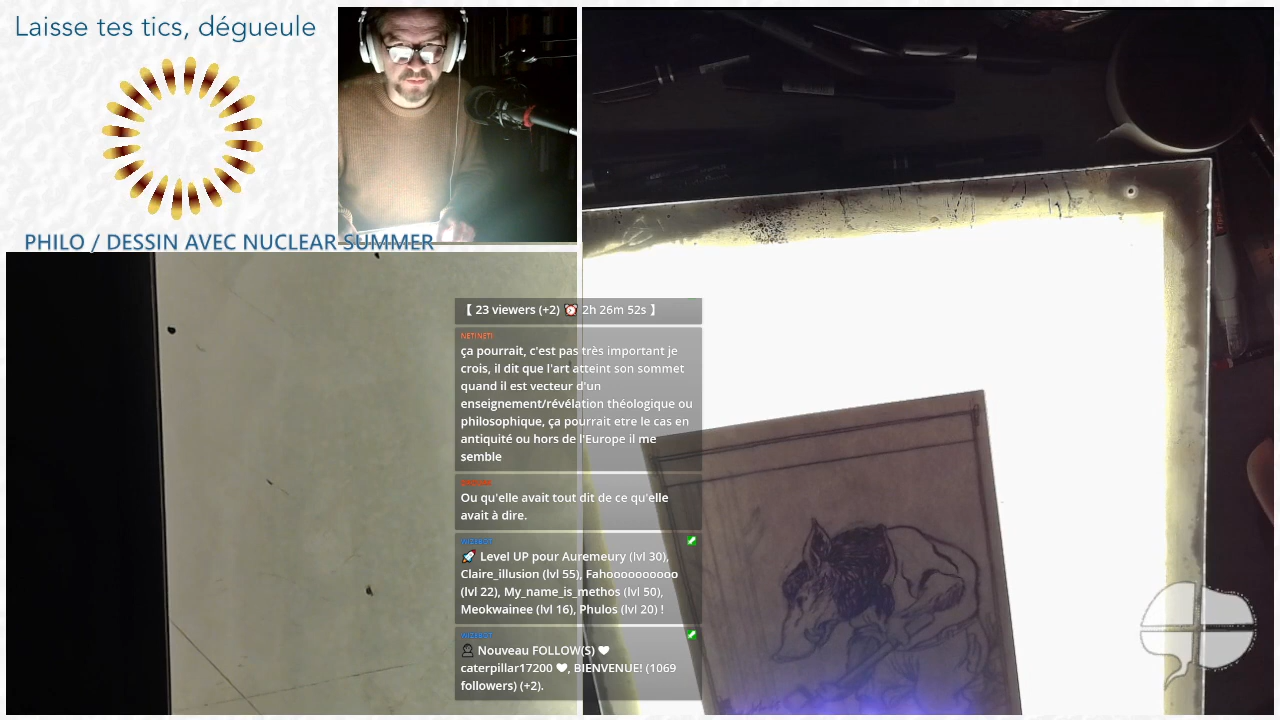 Laisse tes tics, dégueule
PHILO / DESSIN AVEC NUCLEAR SUMMER
【 23 viewers (+2) ⏰ 2h 26m 52s 】
NETINETI
ça pourrait, c'est pas très important je
crois, il dit que l'art atteint son sommet
quand il est vecteur d'un
enseignement/révélation théologique ou
philosophique, ça pourrait etre le cas en
antiquité ou hors de l'Europe il me
semble
Ou qu'elle avait tout dit de ce qu'elle
avait à dire.
WIZEBOT
🚀 Level UP pour Auremeury (lvl 30),
Claire_illusion (lvl 55), Fahoooooooooo
(lvl 22), My_name_is_methos (lvl 50),
Meokwainee (lvl 16), Phulos (lvl 20) !
WIZEBOT
Nouveau FOLLOW(S) ❤
caterpillar17200 ❤, BIENVENUE! (1069
followers) (+2).